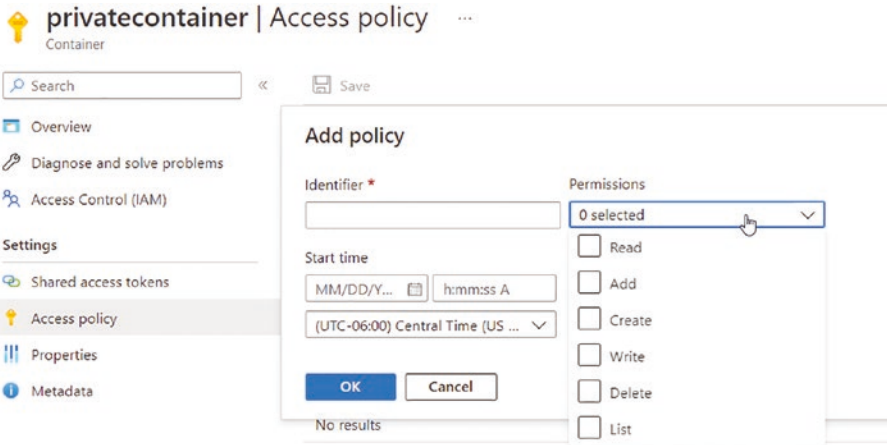 privatecontainer | Access policy ...
Container
Search
«
Save
Overview
Diagnose and solve problems
Access Control (IAM)
Settings
Shared access tokens
Access policy
Properties
Metadata
Add policy
Identifier *
Permissions
0 selected
Read
Add
Create
Write
Delete
List
Start time
MM/DD/Y...
h:mm:ss A
(UTC-06:00) Central Time (US ...
OK
Cancel
No results